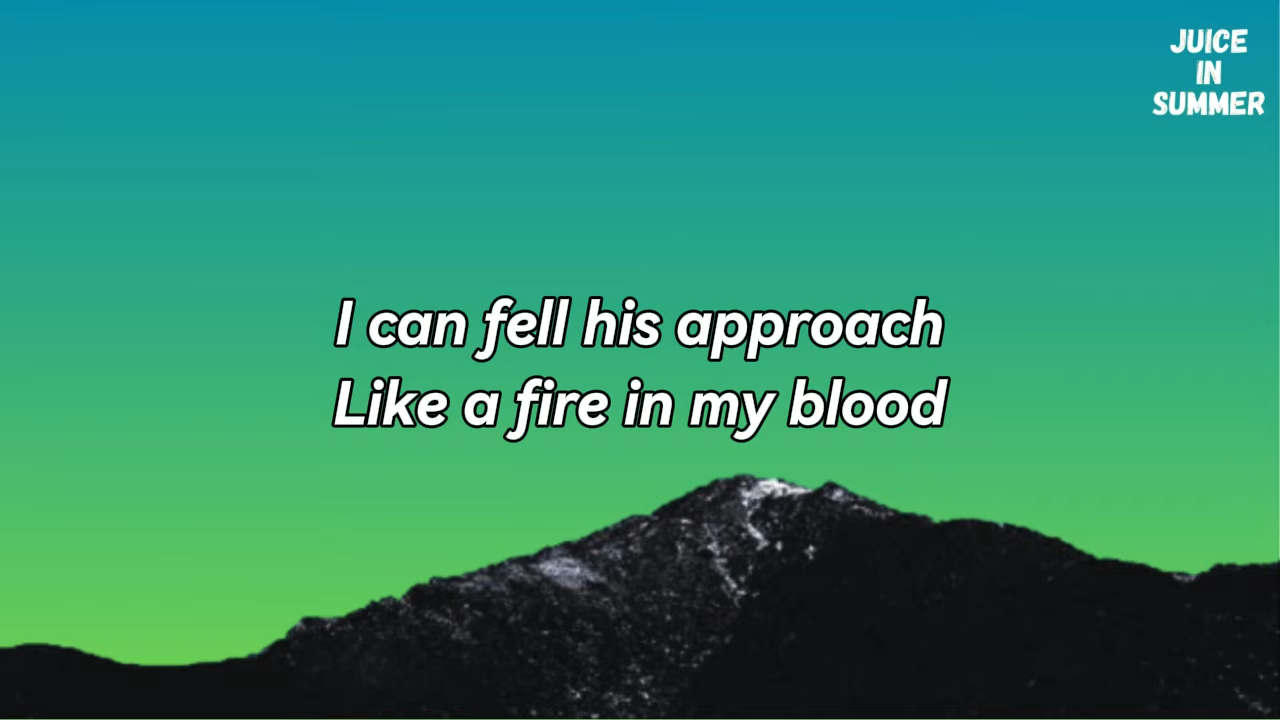 JUICE
IN
SUMMER
I can fell his approach
Like a fire in my blood